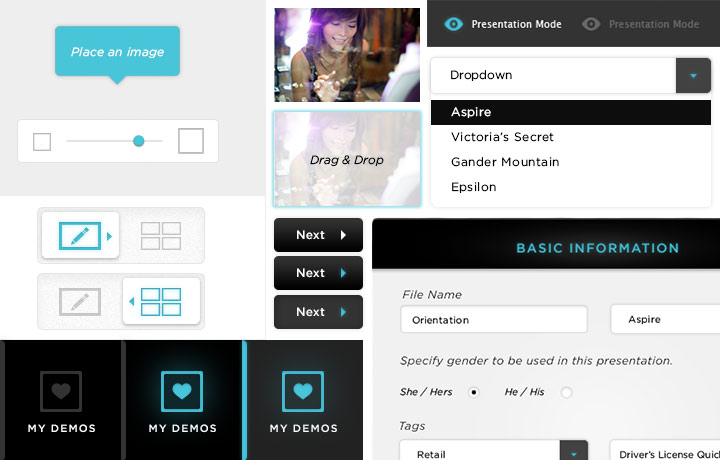 Place an image
Drag & Drop
Presentation Mode
Presentation Mode
Dropdown
Aspire
Victoria's Secret
Gander Mountain
Epsilon
Next
Next
Next
BASIC INFORMATION
File Name
Orientation
Aspire
Specify gender to be used in this presentation.
She / Hers
He / His
Tags
Retail
Driver's License Quic
MY DEMOS
MY DEMOS
MY DEMOS